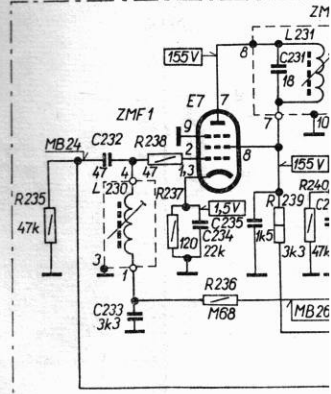 ZM
L231
155V
8
C231
18
ZMF1
E7
7
9
2
8
7
10
MB24
C232
R238
47
4
47
1,3
155V
R235
47k
L230
R237
1,5V
R239
R240
C235
C234
120
22k
1k5
3k3
47k
3
1
R236
M68
C233
3k3
MB26